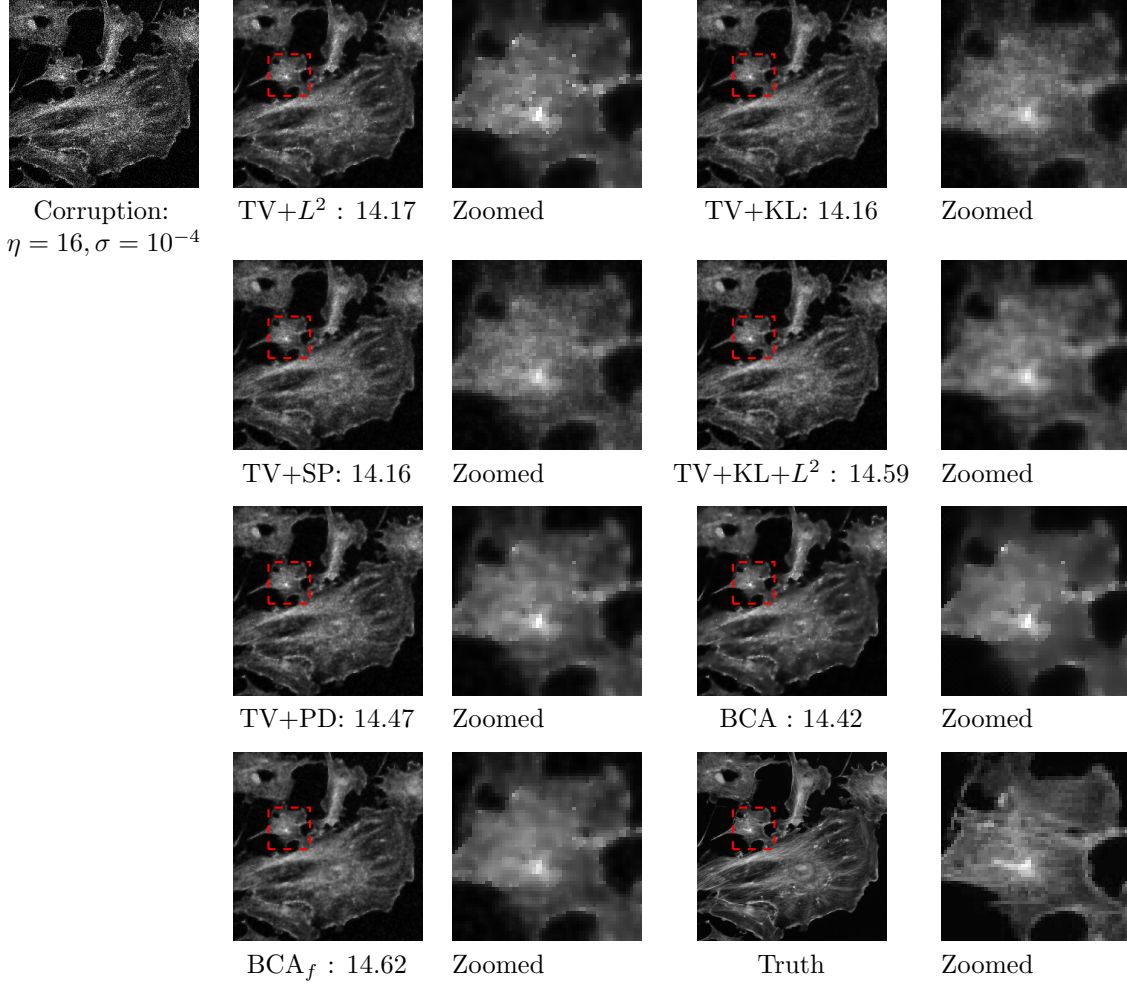 Corruption:
η = 16, σ = 10⁻⁴
TV+L² : 14.17
Zoomed
TV+KL: 14.16
Zoomed
TV+SP: 14.16
Zoomed
TV+KL+L² : 14.59
Zoomed
TV+PD: 14.47
Zoomed
BCA : 14.42
Zoomed
BCA_f : 14.62
Zoomed
Truth
Zoomed